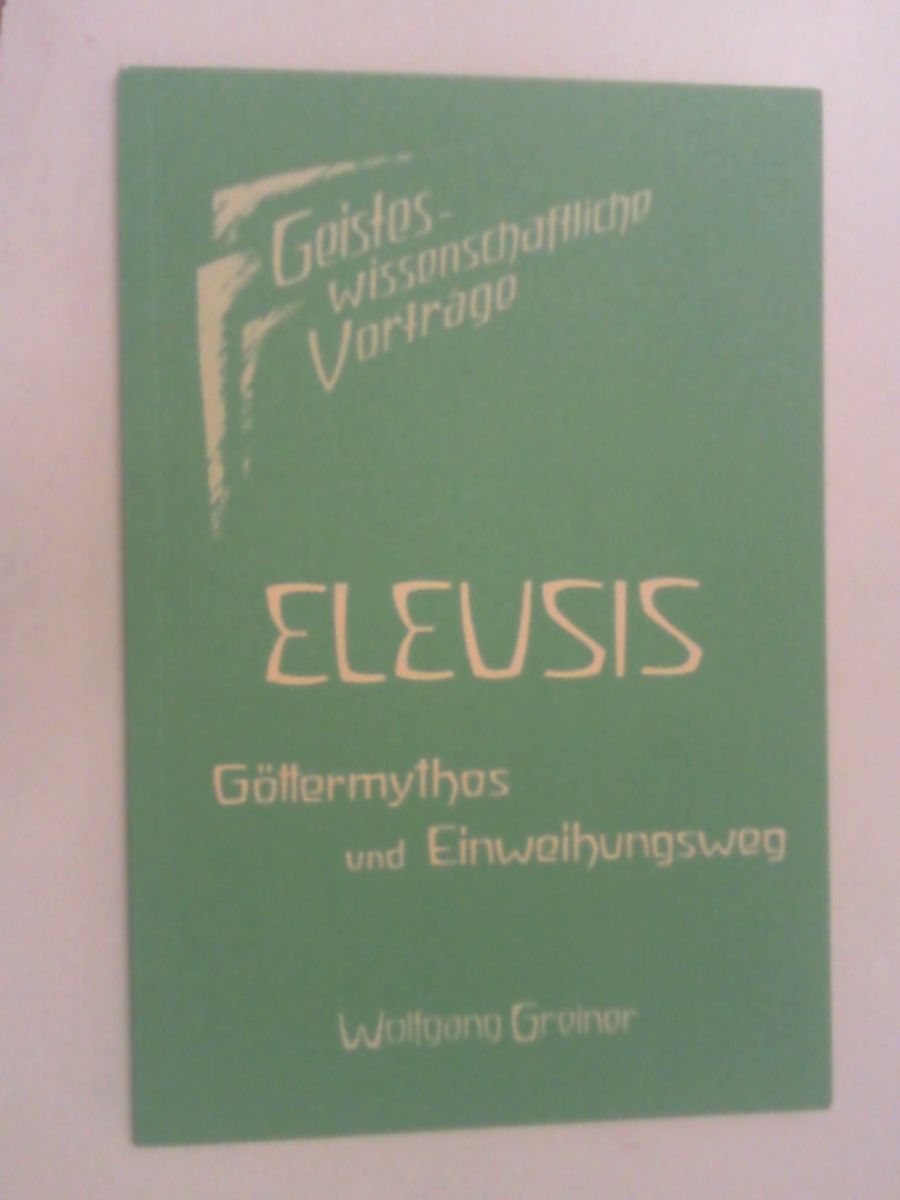 Geistes-
wissenschaftliche
Vorträge
ELEUSIS
Göttermythos
und Einweihungsweg
Wolfgang Greiner